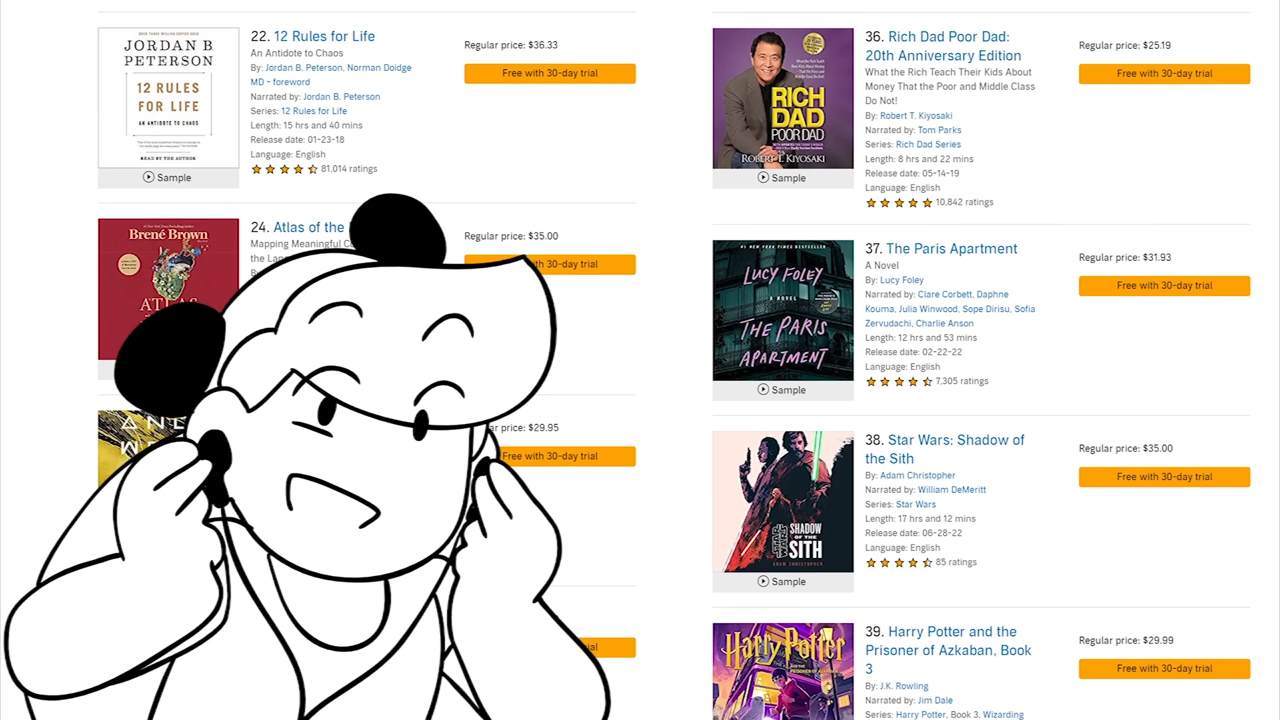 JORDAN B
PETERSON
12 RULES
FOR LIFE
AN ANTIDOTE TO CHAOS
READ BY THE AUTHOR
Sample
22. 12 Rules for Life
An Antidote to Chaos
By: Jordan B. Peterson, Norman Doidge
MD - foreword
Narrated by: Jordan B. Peterson
Series: 12 Rules for Life
Length: 15 hrs and 40 mins
Release date: 01-23-18
Language: English
81,014 ratings
Regular price: $36.33
Free with 30-day trial
Brené Brown
24. Atlas of the
Mapping Meaningful
the
Regular price: $35.00
with 30-day trial
price: $29.95
Free with 30-day trial
RICH
DAD
POOR DAD
ROBERT T. KIYOSAKI
Sample
36. Rich Dad Poor Dad:
20th Anniversary Edition
What the Rich Teach Their Kids About
Money That the Poor and Middle Class
Do Not!
By: Robert T. Kiyosaki
Narrated by: Tom Parks
Series: Rich Dad Series
Length: 8 hrs and 22 mins
Release date: 05-14-19
Language: English
10,842 ratings
Regular price: $25.19
Free with 30-day trial
#1 NEW YORK TIMES BESTSELLER
LUCY FOLEY
A NOVEL
THE PARIS
APARTMENT
Sample
37. The Paris Apartment
A Novel
By: Lucy Foley
Narrated by: Clare Corbett, Daphne
Kouma, Julia Winwood, Sope Dirisu, Sofia
Zervudachi, Charlie Anson
Length: 12 hrs and 53 mins
Release date: 02-22-22
Language: English
7,305 ratings
Regular price: $31.93
Free with 30-day trial
STAR WARS
SHADOW
OF THE
SITH
ADAM CHRISTOPHER
Sample
38. Star Wars: Shadow of
the Sith
By: Adam Christopher
Narrated by: William DeMeritt
Series: Star Wars
Length: 17 hrs and 12 mins
Release date: 06-28-22
Language: English
85 ratings
Regular price: $35.00
Free with 30-day trial
Harry Potter
39. Harry Potter and the
Prisoner of Azkaban, Book
3
By: J.K. Rowling
Narrated by: Jim Dale
Series: Harry Potter, Book 3, Wizarding
Regular price: $29.99
Free with 30-day trial